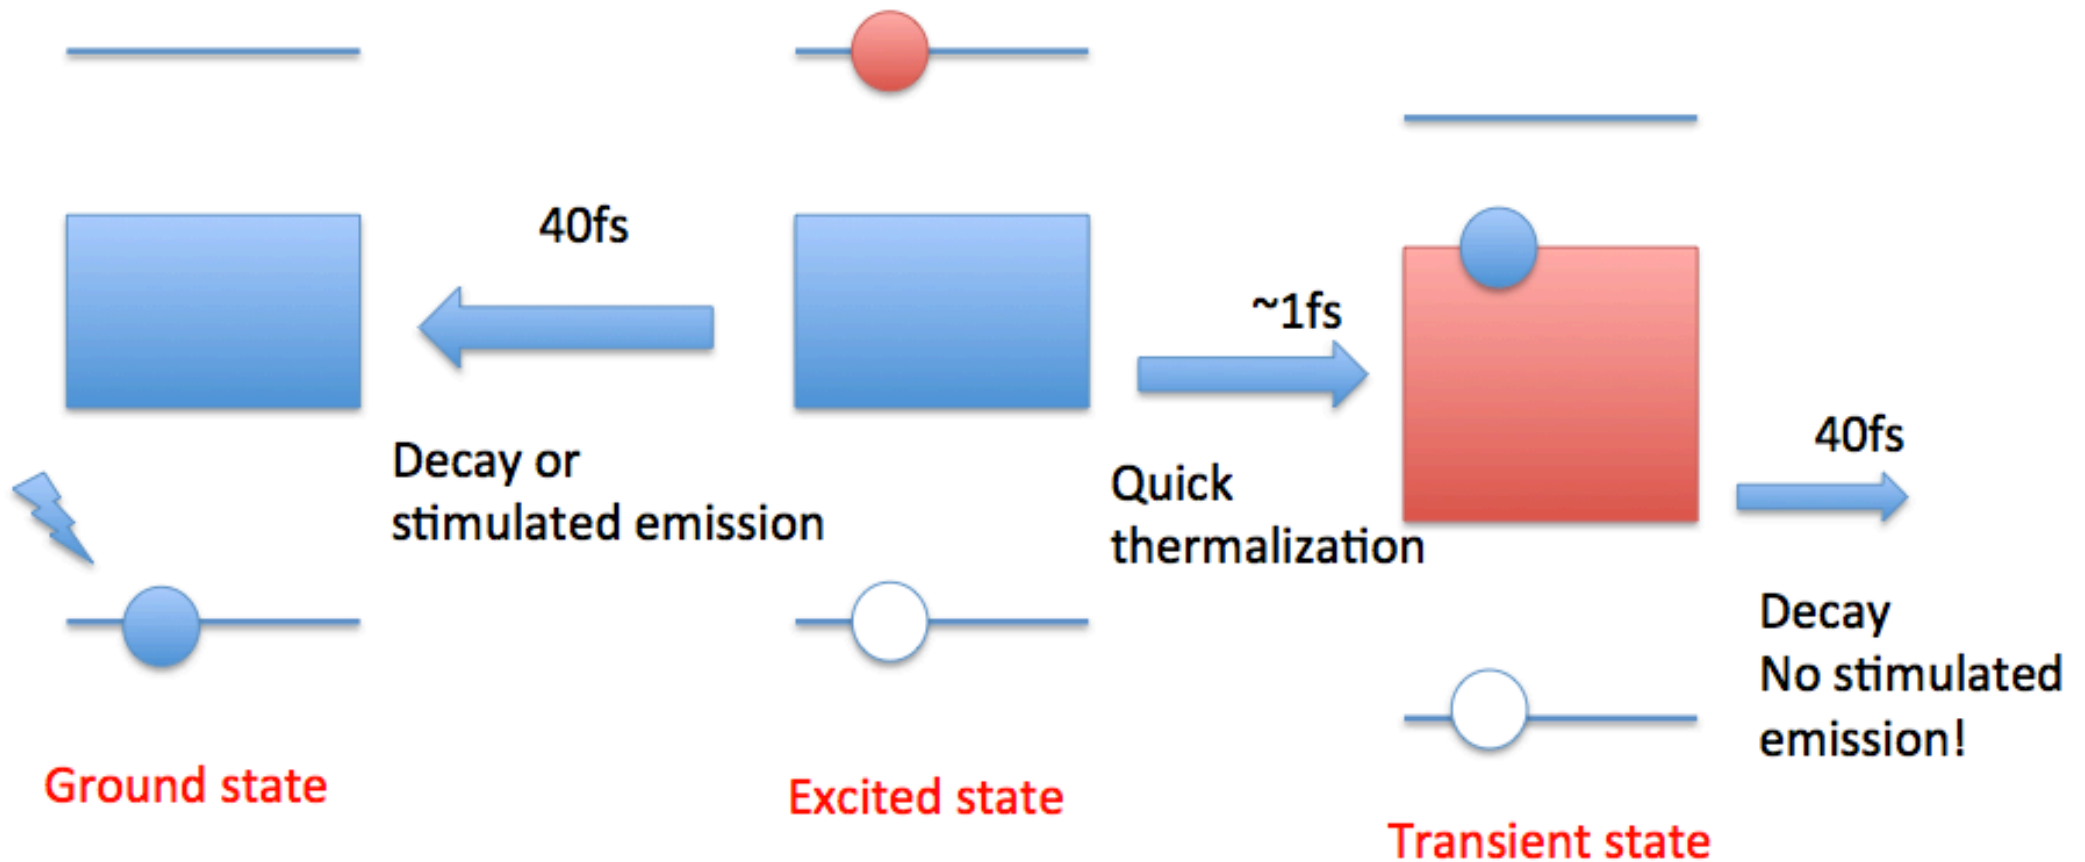 40fs
Decay or
stimulated emission
~1fs
Quick
thermalization
40fs
Decay
No stimulated
emission!
Ground state
Excited state
Transient state